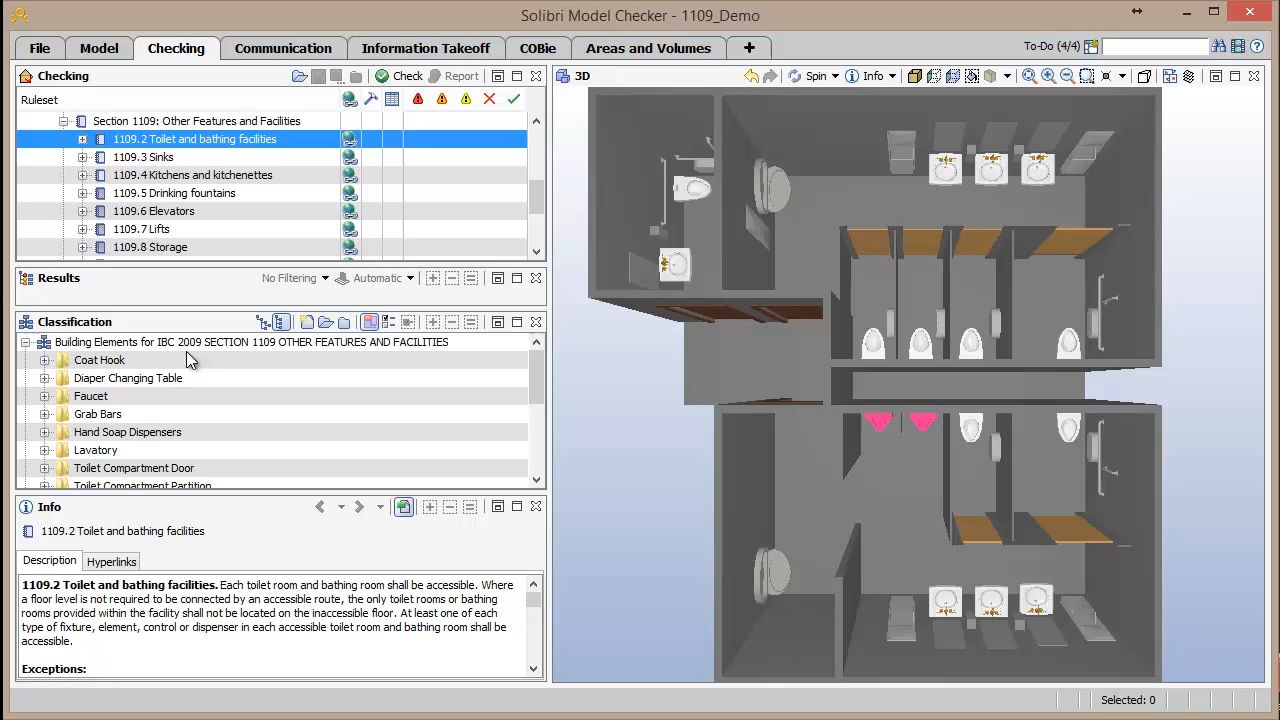 Solibri Model Checker - 1109_Demo
File
Model
Checking
Communication
Information Takeoff
COBie
Areas and Volumes
+
To-Do (4/4)
Checking
Check
Report
Ruleset
Section 1109: Other Features and Facilities
1109.2 Toilet and bathing facilities
1109.3 Sinks
1109.4 Kitchens and kitchenettes
1109.5 Drinking fountains
1109.6 Elevators
1109.7 Lifts
1109.8 Storage
Results
No Filtering
Automatic
Classification
Building Elements for IBC 2009 SECTION 1109 OTHER FEATURES AND FACILITIES
Coat Hook
Diaper Changing Table
Faucet
Grab Bars
Hand Soap Dispensers
Lavatory
Toilet Compartment Door
Toilet Compartment Partition
Info
1109.2 Toilet and bathing facilities
Description
Hyperlinks
1109.2 Toilet and bathing facilities. Each toilet room and bathing room shall be accessible. Where
a floor level is not required to be connected by an accessible route, the only toilet rooms or bathing
rooms provided within the facility shall not be located on the inaccessible floor. At least one of each
type of fixture, element, control or dispenser in each accessible toilet room and bathing room shall be
accessible.
Exceptions:
3D
Spin
Info
Selected: 0